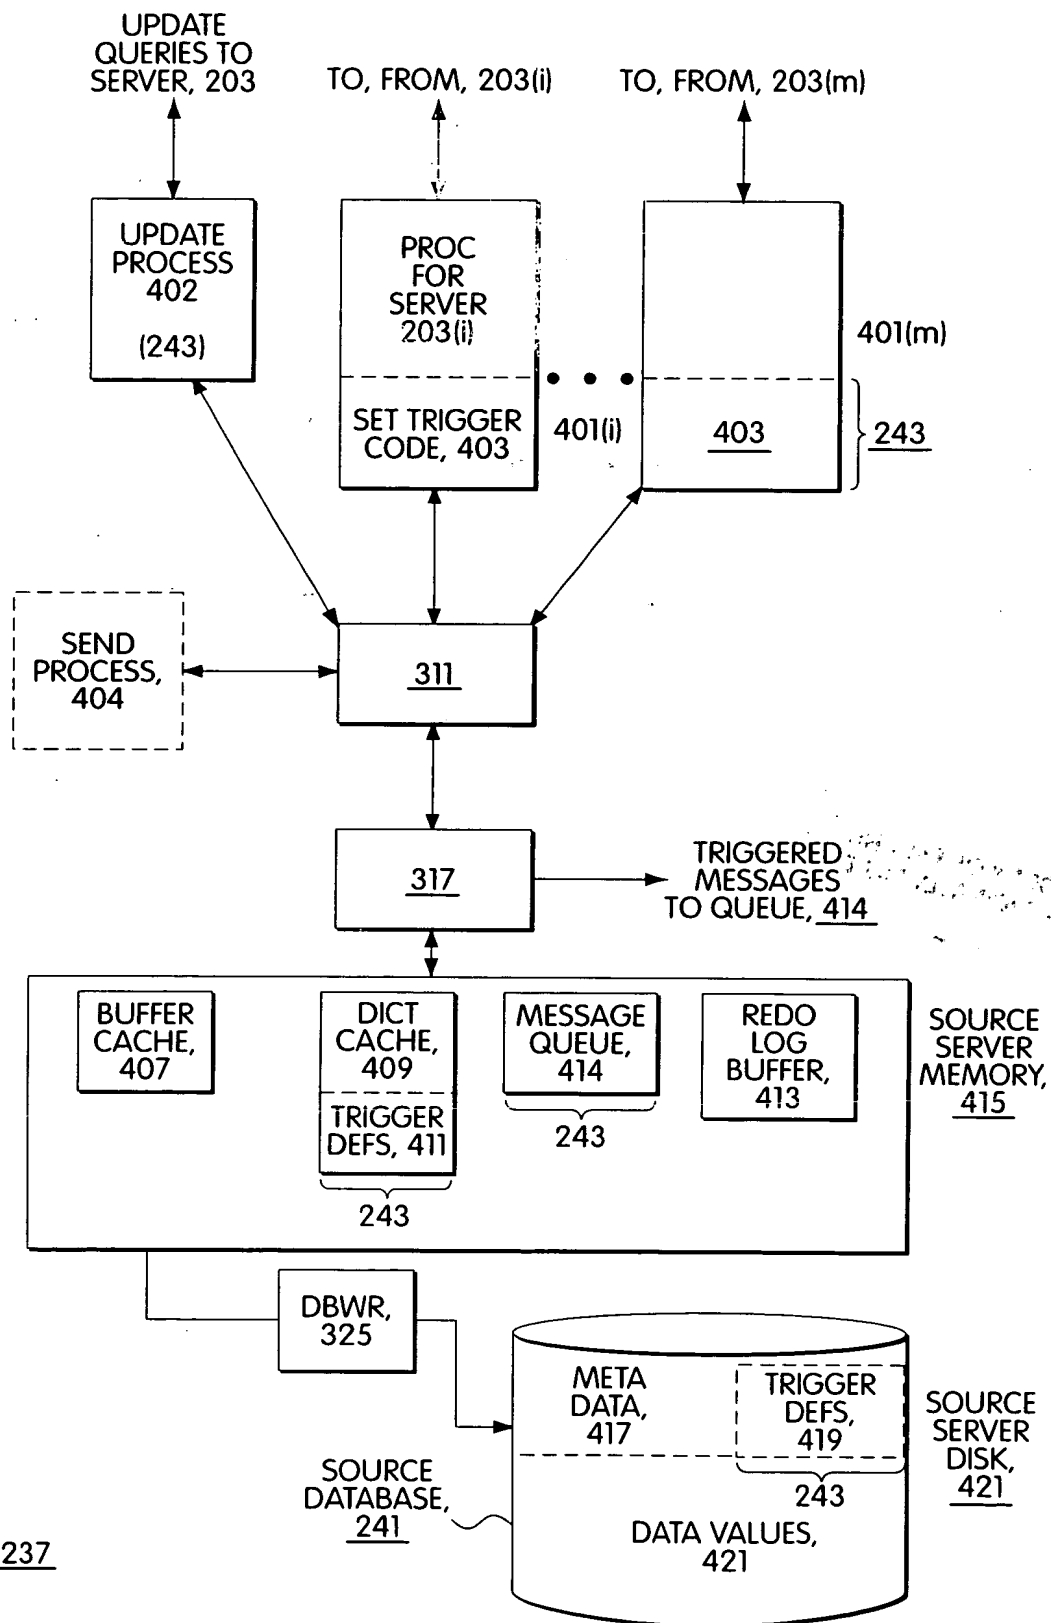 UPDATE
QUERIES TO
SERVER, 203
TO, FROM, 203(i)
TO, FROM, 203(m)
UPDATE
PROCESS
402
(243)
PROC
FOR
SERVER
203(i)
SET TRIGGER
CODE, 403
401(i)
401(m)
403
243
SEND
PROCESS,
404
311
317
TRIGGERED
MESSAGES
TO QUEUE, 414
BUFFER
CACHE,
407
DICT
CACHE,
409
TRIGGER
DEFS, 411
243
MESSAGE
QUEUE,
414
243
REDO
LOG
BUFFER,
413
SOURCE
SERVER
MEMORY,
415
DBWR,
325
META
DATA,
417
TRIGGER
DEFS,
419
243
SOURCE
SERVER
DISK,
421
SOURCE
DATABASE,
241
DATA VALUES,
421
237